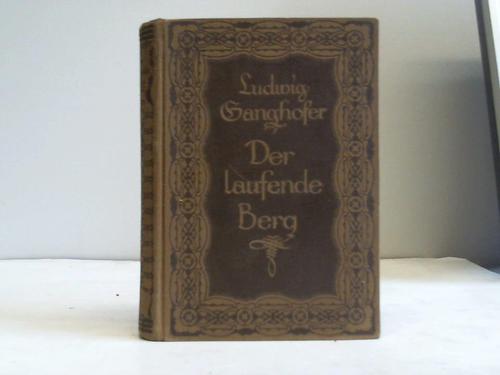 Ludwig
Ganghofer
Der
laufende
Berg